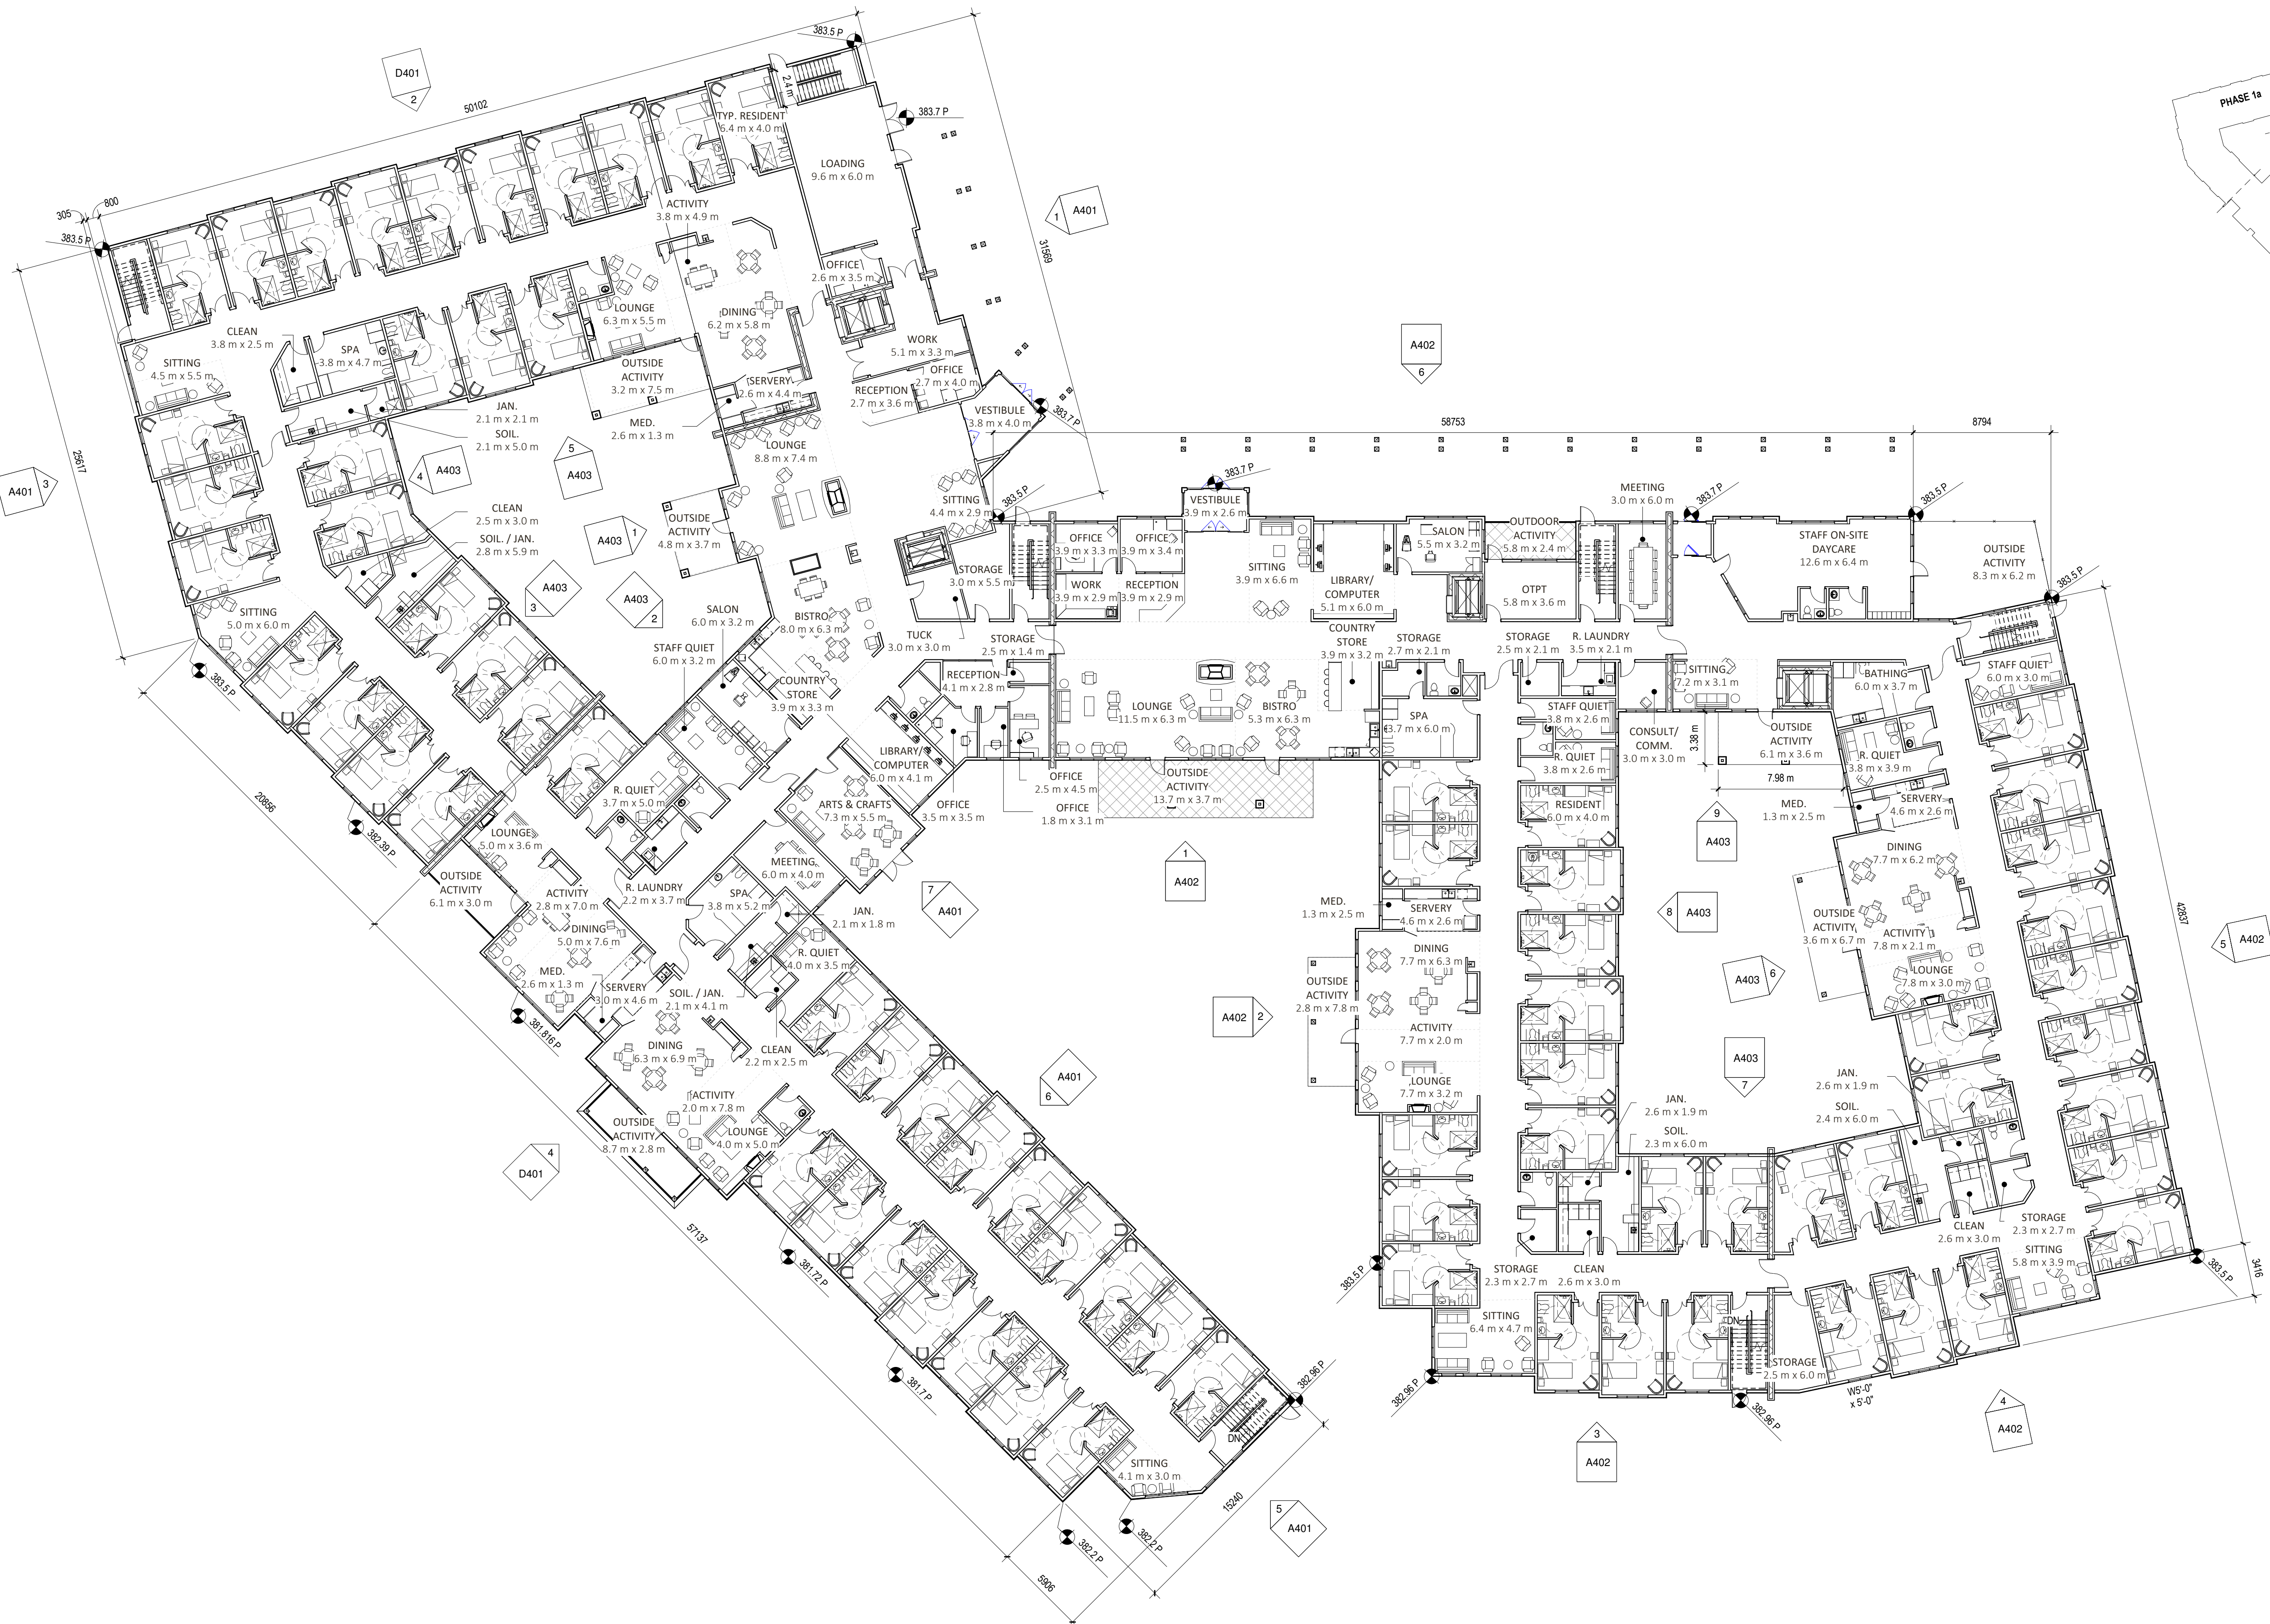 383.5 P
D401
2
50102
2.4 m
383.7 P
PHASE 1a
TYP. RESIDENT
6.4 m x 4.0 m
LOADING
9.6 m x 6.0 m
305
800
383.5 P
ACTIVITY
3.8 m x 4.9 m
1
A401
31569
OFFICE
2.6 m x 3.5 m
LOUNGE
6.3 m x 5.5 m
DINING
6.2 m x 5.8 m
CLEAN
3.8 m x 2.5 m
SPA
3.8 m x 4.7 m
SITTING
4.5 m x 5.5 m
WORK
5.1 m x 3.3 m
OUTSIDE
ACTIVITY
3.2 m x 7.5 m
SERVERY
2.6 m x 4.4 m
OFFICE
2.7 m x 4.0 m
RECEPTION
2.7 m x 3.6 m
VESTIBULE
3.8 m x 4.0 m
383.7 P
A402
6
JAN.
2.1 m x 2.1 m
SOIL.
2.1 m x 5.0 m
MED.
2.6 m x 1.3 m
58753
8794
25617
A401
3
4
A403
5
A403
LOUNGE
8.8 m x 7.4 m
SITTING
4.4 m x 2.9 m
383.5 P
383.7 P
VESTIBULE
3.9 m x 2.6 m
MEETING
3.0 m x 6.0 m
383.7 P
383.5 P
CLEAN
2.5 m x 3.0 m
SOIL. / JAN.
2.8 m x 5.9 m
A403
1
OUTSIDE
ACTIVITY
4.8 m x 3.7 m
OFFICE
3.9 m x 3.3 m
OFFICE
3.9 m x 3.4 m
SITTING
3.9 m x 6.6 m
SALON
5.5 m x 3.2 m
OUTDOOR
ACTIVITY
5.8 m x 2.4 m
STAFF ON-SITE
DAYCARE
12.6 m x 6.4 m
OUTSIDE
ACTIVITY
8.3 m x 6.2 m
383.5 P
A403
3
A403
2
STORAGE
3.0 m x 5.5 m
WORK
3.9 m x 2.9 m
RECEPTION
3.9 m x 2.9 m
LIBRARY/
COMPUTER
5.1 m x 6.0 m
OTPT
5.8 m x 3.6 m
SITTING
5.0 m x 6.0 m
SALON
6.0 m x 3.2 m
BISTRO
8.0 m x 6.3 m
TUCK
3.0 m x 3.0 m
STORAGE
2.5 m x 1.4 m
COUNTRY
STORE
3.9 m x 3.2 m
STORAGE
2.7 m x 2.1 m
STORAGE
2.5 m x 2.1 m
R. LAUNDRY
3.5 m x 2.1 m
STAFF QUIET
6.0 m x 3.2 m
COUNTRY
STORE
3.9 m x 3.3 m
RECEPTION
4.1 m x 2.8 m
SITTING
7.2 m x 3.1 m
BATHING
6.0 m x 3.7 m
STAFF QUIET
6.0 m x 3.0 m
383.5 P
LOUNGE
11.5 m x 6.3 m
BISTRO
5.3 m x 6.3 m
SPA
3.7 m x 6.0 m
STAFF QUIET
3.8 m x 2.6 m
CONSULT/
COMM.
3.0 m x 3.0 m
3.38 m
OUTSIDE
ACTIVITY
6.1 m x 3.6 m
7.98 m
LIBRARY/
COMPUTER
6.0 m x 4.1 m
OFFICE
2.5 m x 4.5 m
OUTSIDE
ACTIVITY
13.7 m x 3.7 m
R. QUIET
3.8 m x 2.6 m
R. QUIET
3.8 m x 3.9 m
R. QUIET
3.7 m x 5.0 m
ARTS & CRAFTS
7.3 m x 5.5 m
OFFICE
3.5 m x 3.5 m
OFFICE
1.8 m x 3.1 m
RESIDENT
6.0 m x 4.0 m
MED.
1.3 m x 2.5 m
SERVERY
4.6 m x 2.6 m
20856
382.39 P
LOUNGE
5.0 m x 3.6 m
9
A403
DINING
7.7 m x 6.2 m
OUTSIDE
ACTIVITY
6.1 m x 3.0 m
ACTIVITY
2.8 m x 7.0 m
R. LAUNDRY
2.2 m x 3.7 m
MEETING
6.0 m x 4.0 m
SPA
3.8 m x 5.2 m
JAN.
2.1 m x 1.8 m
7
A401
1
A402
MED.
1.3 m x 2.5 m
SERVERY
4.6 m x 2.6 m
8
A403
OUTSIDE
ACTIVITY
3.6 m x 6.7 m
ACTIVITY
7.8 m x 2.1 m
42837
5
A402
DINING
5.0 m x 7.6 m
R. QUIET
4.0 m x 3.5 m
DINING
7.7 m x 6.3 m
LOUNGE
7.8 m x 3.0 m
MED.
2.6 m x 1.3 m
SERVERY
3.0 m x 4.6 m
SOIL. / JAN.
2.1 m x 4.1 m
A403
6
381.816 P
OUTSIDE
ACTIVITY
2.8 m x 7.8 m
A402
2
ACTIVITY
7.7 m x 2.0 m
DINING
6.3 m x 6.9 m
CLEAN
2.2 m x 2.5 m
A403
7
A401
6
ACTIVITY
2.0 m x 7.8 m
LOUNGE
7.7 m x 3.2 m
JAN.
2.6 m x 1.9 m
JAN.
2.6 m x 1.9 m
SOIL.
2.4 m x 6.0 m
OUTSIDE
ACTIVITY
8.7 m x 2.8 m
LOUNGE
4.0 m x 5.0 m
SOIL.
2.3 m x 6.0 m
4
D401
57137
381.72 P
STORAGE
2.3 m x 2.7 m
CLEAN
2.6 m x 3.0 m
SITTING
5.8 m x 3.9 m
383.5 P
3416
383.5 P
STORAGE
2.3 m x 2.7 m
CLEAN
2.6 m x 3.0 m
SITTING
6.4 m x 4.7 m
DN
STORAGE
2.5 m x 6.0 m
W5'-0"
x 5'-0"
381.7 P
382.96 P
382.96 P
382.96 P
4
A402
3
A402
DN
SITTING
4.1 m x 3.0 m
15240
5
A401
382.2 P
382.2 P
5906